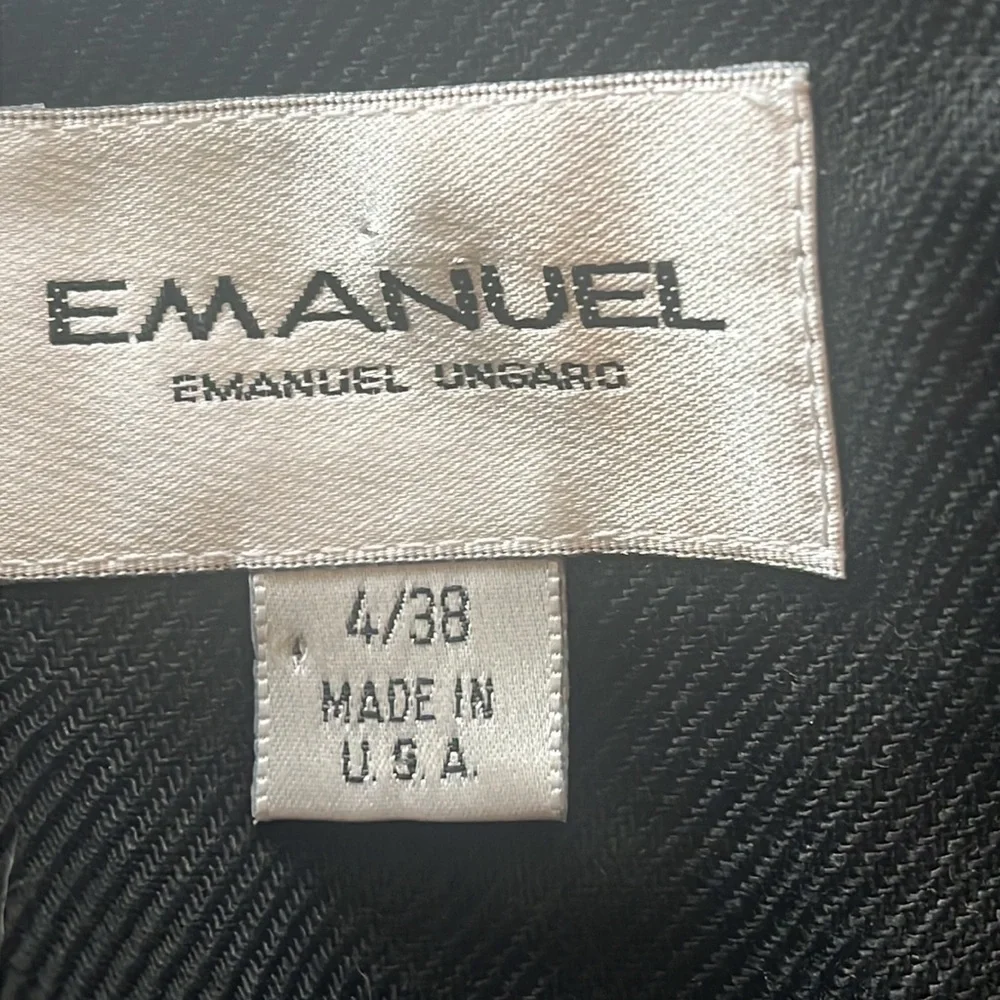 EMANUEL
EMANUEL UNGARO
4/38
MADE IN
U.S.A.